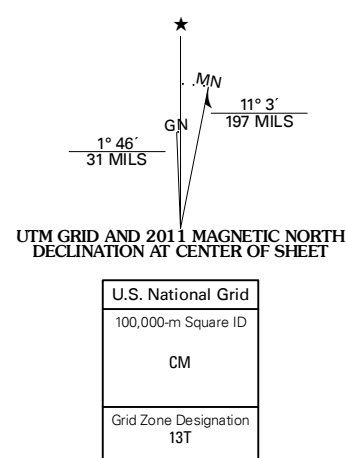 ★
MN
GN
11° 3´
197 MILS
1° 46´
31 MILS
UTM GRID AND 2011 MAGNETIC NORTH
DECLINATION AT CENTER OF SHEET
U.S. National Grid
100,000-m Square ID
CM
Grid Zone Designation
13T